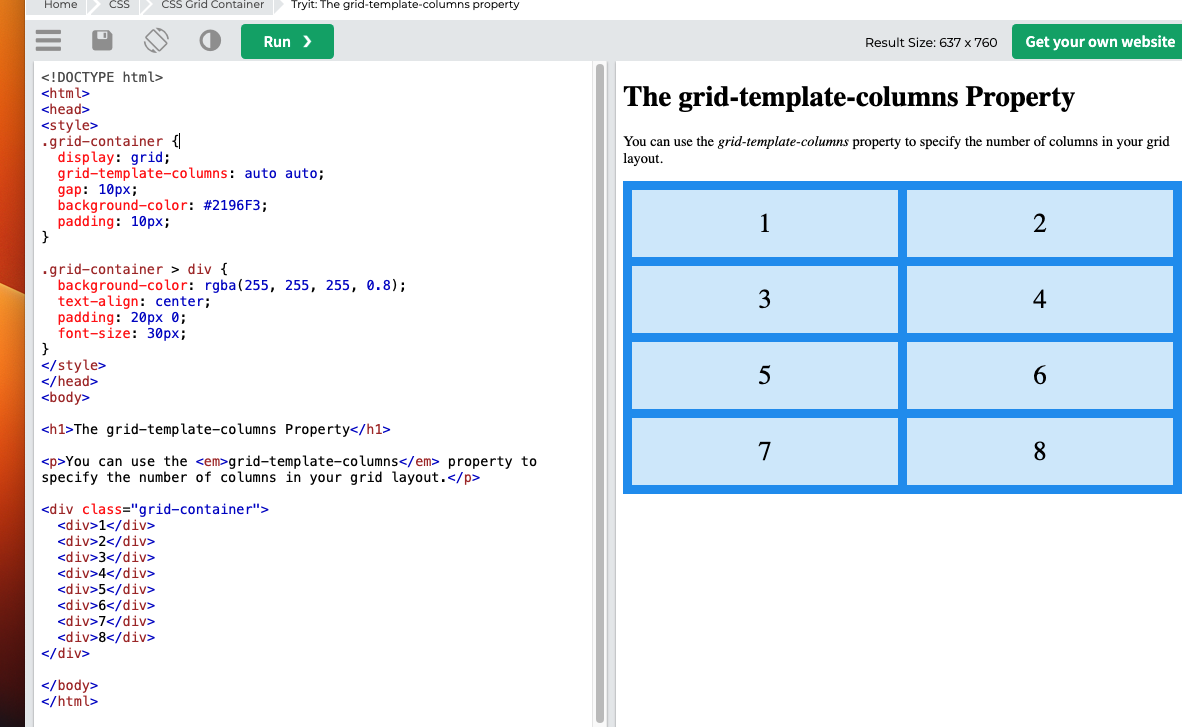 Home CSS CSS Grid Container Tryit: The grid-template-columns property
Run ❯ Result Size: 637 x 760 Get your own website
<!DOCTYPE html>
<html>
<head>
<style>
.grid-container {
  display: grid;
  grid-template-columns: auto auto;
  gap: 10px;
  background-color: #2196F3;
  padding: 10px;
}

.grid-container > div {
  background-color: rgba(255, 255, 255, 0.8);
  text-align: center;
  padding: 20px 0;
  font-size: 30px;
}
</style>
</head>
<body>

<h1>The grid-template-columns Property</h1>

<p>You can use the <em>grid-template-columns</em> property to
specify the number of columns in your grid layout.</p>

<div class="grid-container">
  <div>1</div>
  <div>2</div>
  <div>3</div>
  <div>4</div>
  <div>5</div>
  <div>6</div>
  <div>7</div>
  <div>8</div>
</div>

</body>
</html>
The grid-template-columns Property
You can use the grid-template-columns property to specify the number of columns in your grid
layout.
1 2
3 4
5 6
7 8